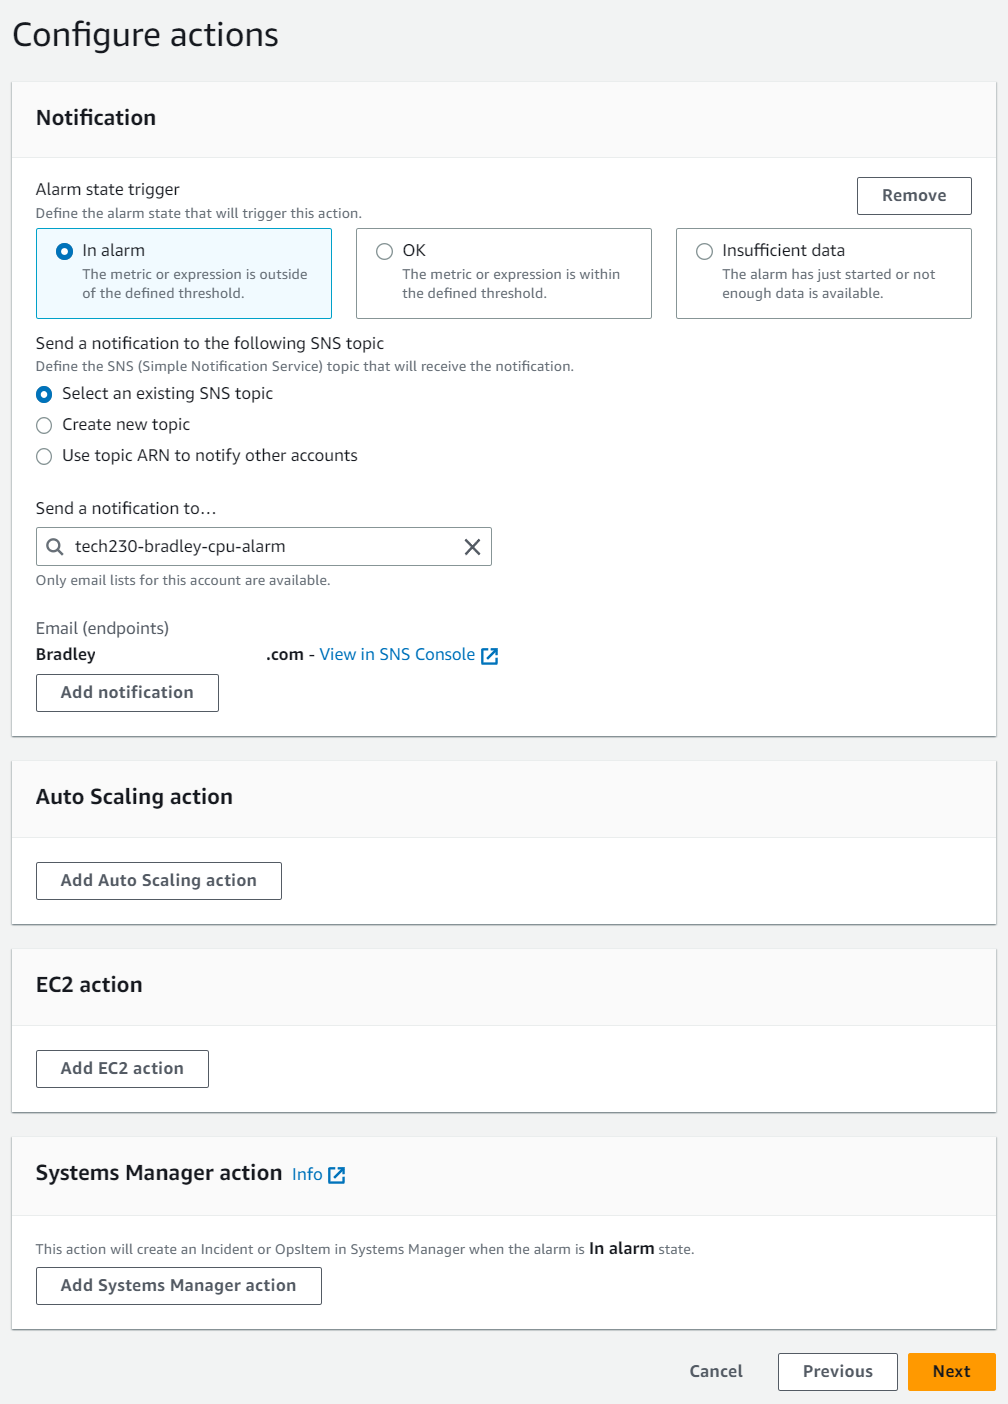 Configure actions
Notification
Alarm state trigger
Define the alarm state that will trigger this action.
Remove
In alarm
The metric or expression is outside
of the defined threshold.
OK
The metric or expression is within
the defined threshold.
Insufficient data
The alarm has just started or not
enough data is available.
Send a notification to the following SNS topic
Define the SNS (Simple Notification Service) topic that will receive the notification.
Select an existing SNS topic
Create new topic
Use topic ARN to notify other accounts
Send a notification to…
tech230-bradley-cpu-alarm
Only email lists for this account are available.
Email (endpoints)
Bradley .com - View in SNS Console
Add notification
Auto Scaling action
Add Auto Scaling action
EC2 action
Add EC2 action
Systems Manager action Info
This action will create an Incident or OpsItem in Systems Manager when the alarm is In alarm state.
Add Systems Manager action
Cancel Previous Next